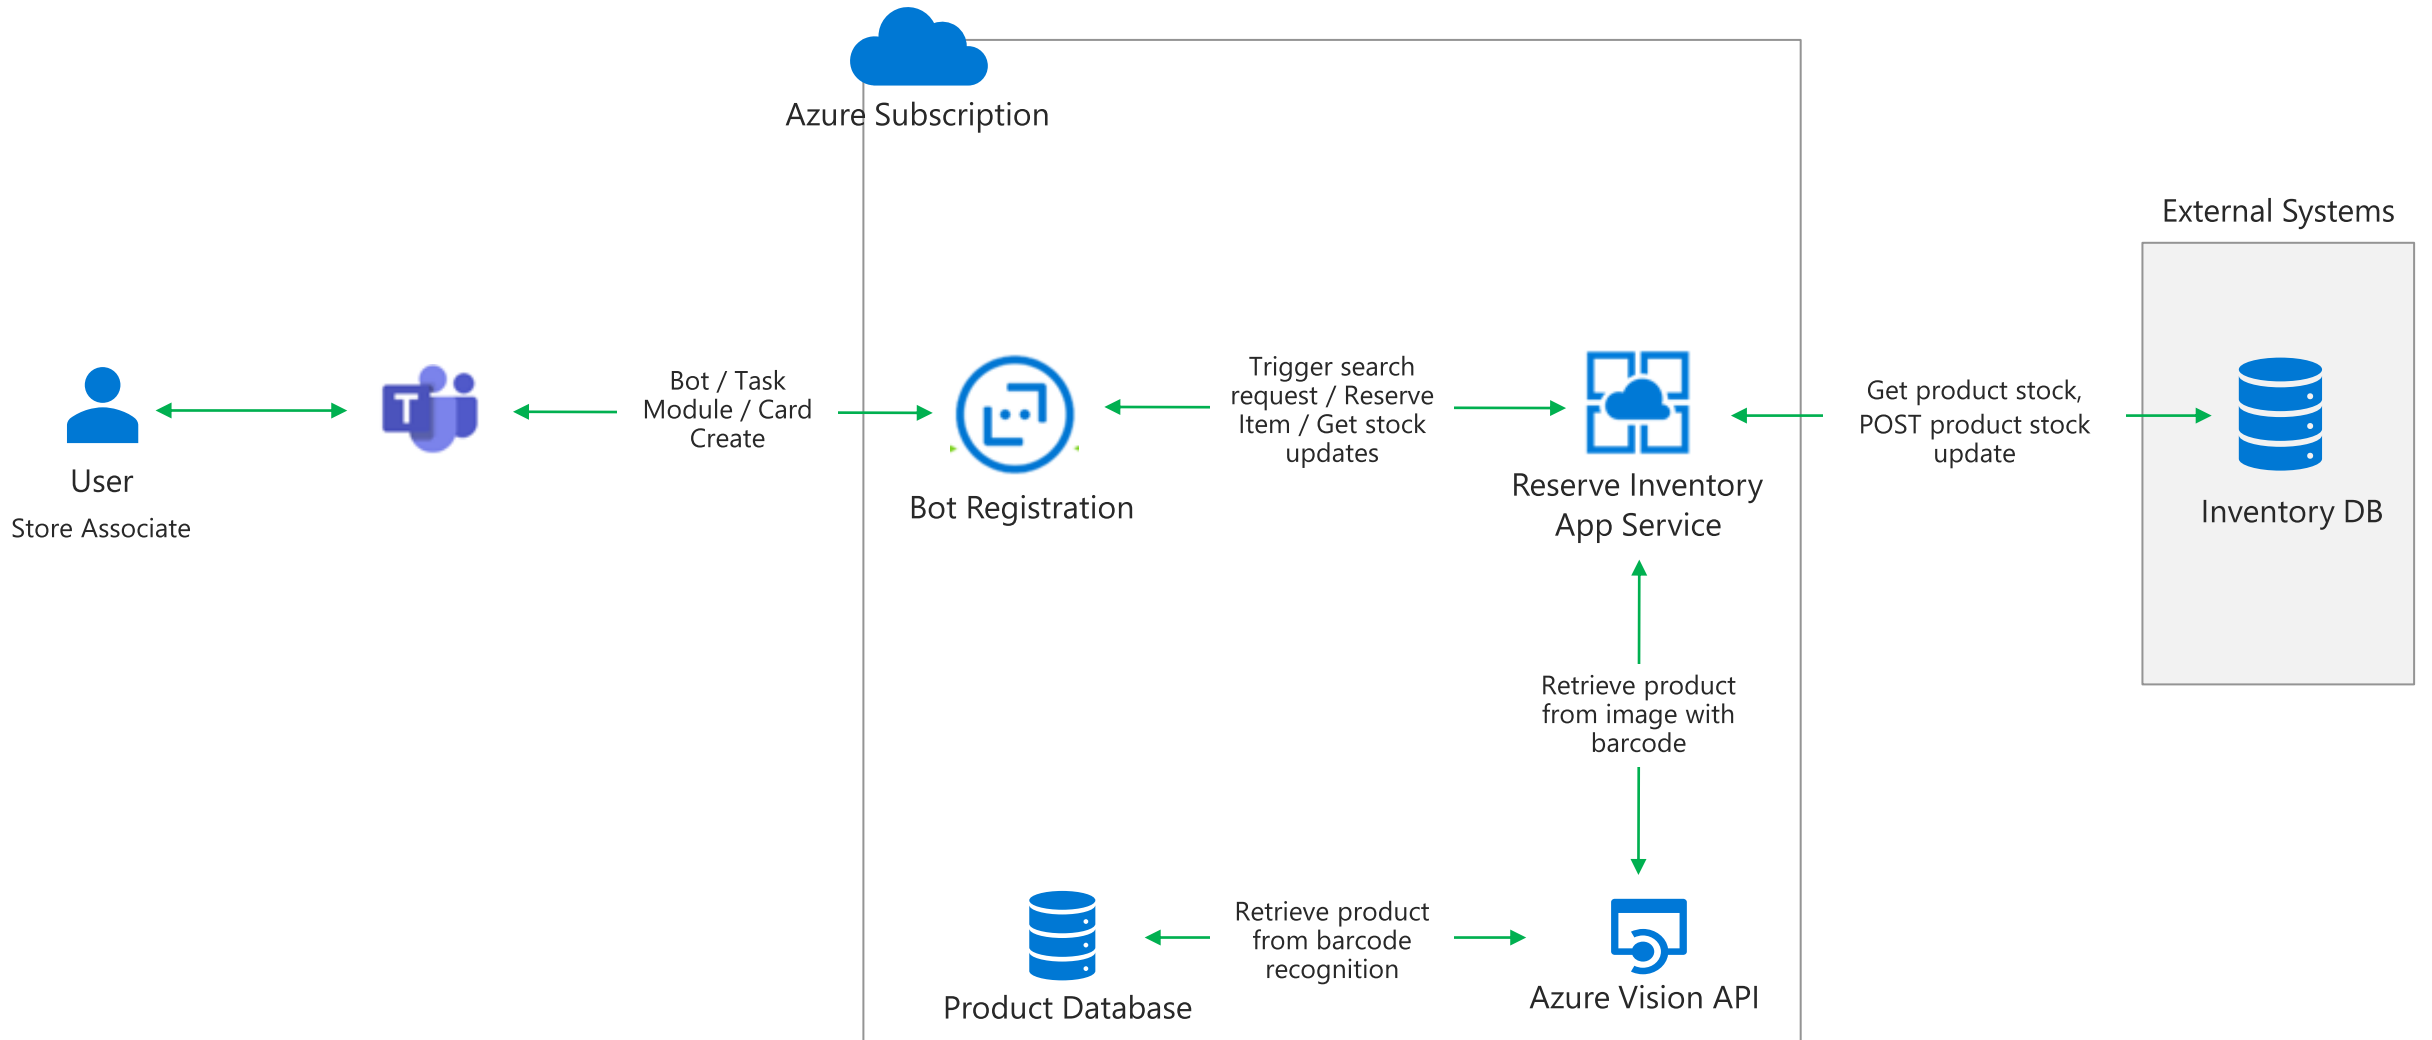 Azure Subscription
External Systems
User
Store Associate
T
Bot / Task
Module / Card
Create
Bot Registration
Trigger search
request / Reserve
Item / Get stock
updates
Reserve Inventory
App Service
Get product stock,
POST product stock
update
Inventory DB
Retrieve product
from image with
barcode
Product Database
Retrieve product
from barcode
recognition
Azure Vision API